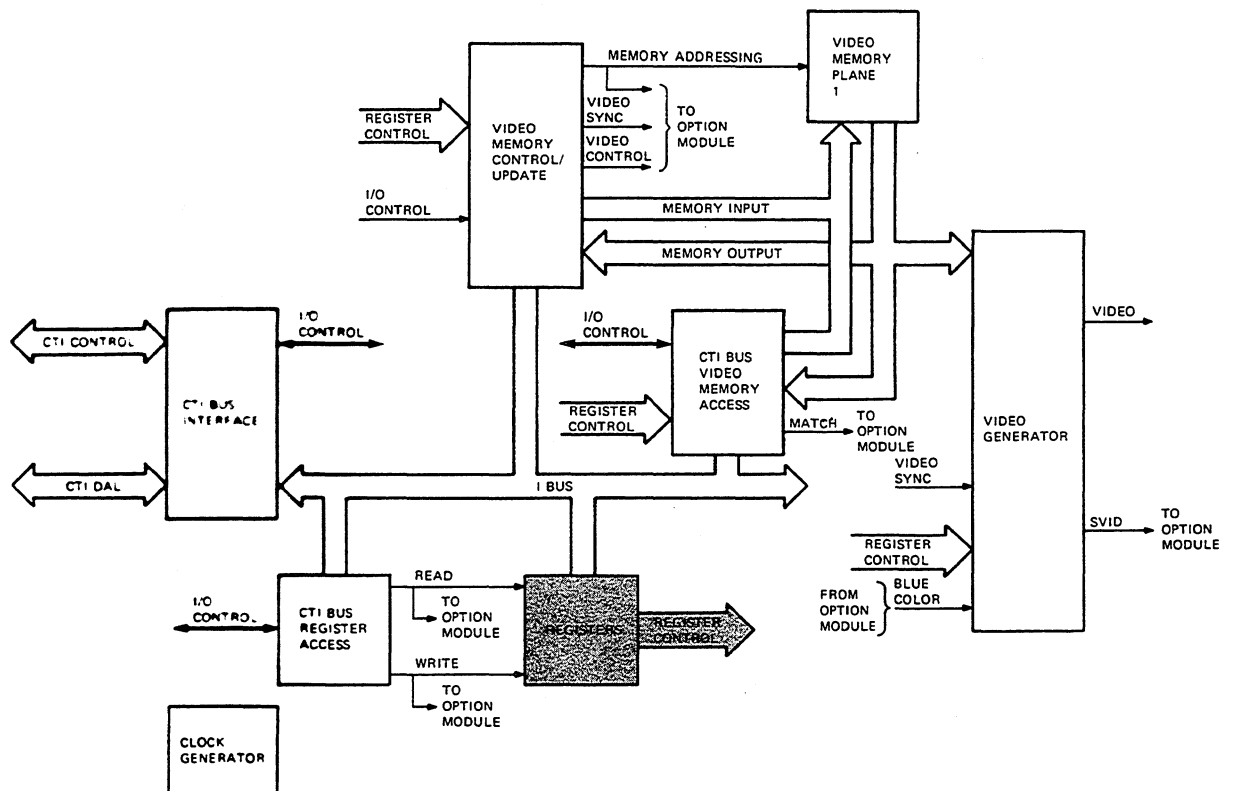 VIDEO
MEMORY
PLANE
1
MEMORY ADDRESSING
VIDEO
MEMORY
CONTROL/
UPDATE
REGISTER
CONTROL
VIDEO
SYNC
VIDEO
CONTROL
TO
OPTION
MODULE
I/O
CONTROL
MEMORY INPUT
MEMORY OUTPUT
CTI CONTROL
CTI BUS
INTERFACE
I/O
CONTROL
I/O
CONTROL
CTI BUS
VIDEO
MEMORY
ACCESS
REGISTER
CONTROL
MATCH
TO
OPTION
MODULE
VIDEO
GENERATOR
VIDEO
CTI DAL
I BUS
VIDEO
SYNC
SVID
TO
OPTION
MODULE
REGISTER
CONTROL
FROM
OPTION
MODULE
BLUE
COLOR
I/O
CONTROL
CTI BUS
REGISTER
ACCESS
READ
TO
OPTION
MODULE
WRITE
TO
OPTION
MODULE
REGISTERS
REGISTER
CONTROL
CLOCK
GENERATOR